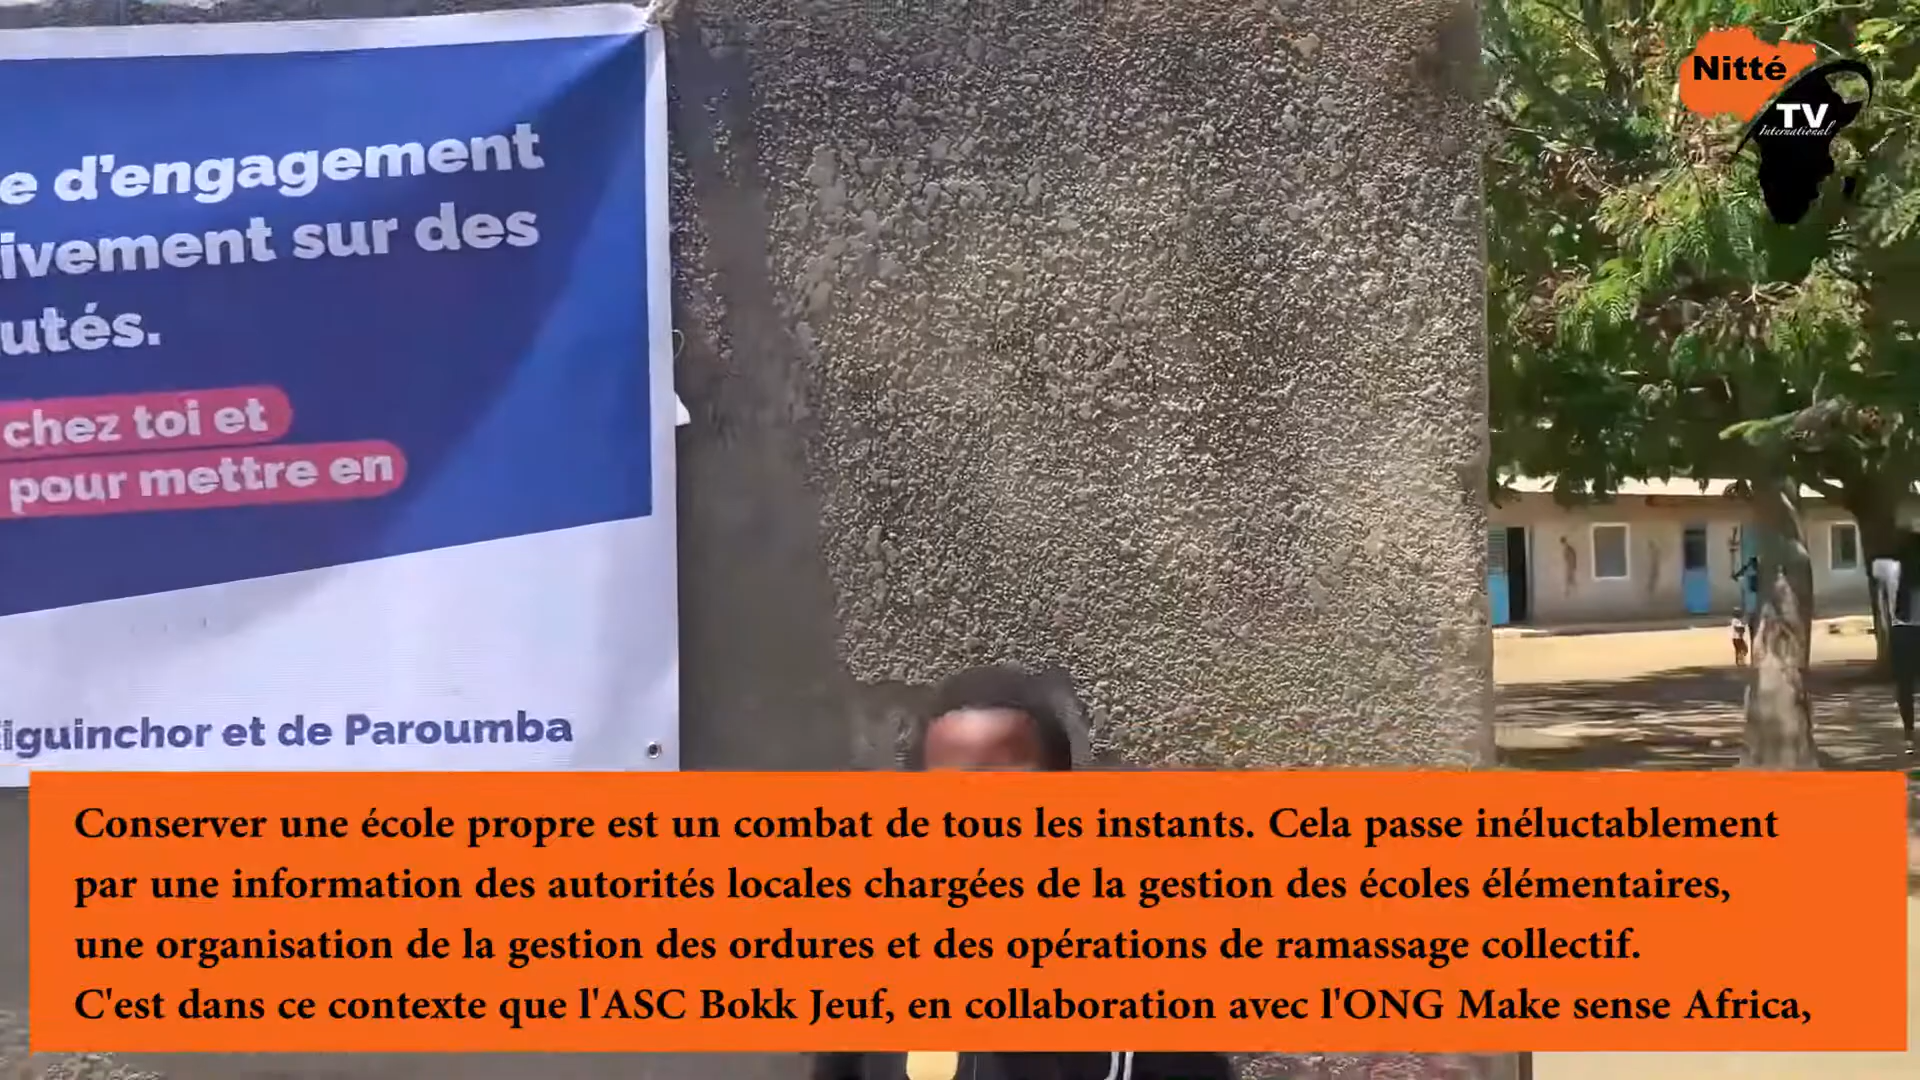 Nitté
TV
International
e d'engagement
ivement sur des
utés.
chez toi et
pour mettre en
iguinchor et de Paroumba
Conserver une école propre est un combat de tous les instants. Cela passe inéluctablement
par une information des autorités locales chargées de la gestion des écoles élémentaires,
une organisation de la gestion des ordures et des opérations de ramassage collectif.
C'est dans ce contexte que l'ASC Bokk Jeuf, en collaboration avec l'ONG Make sense Africa,